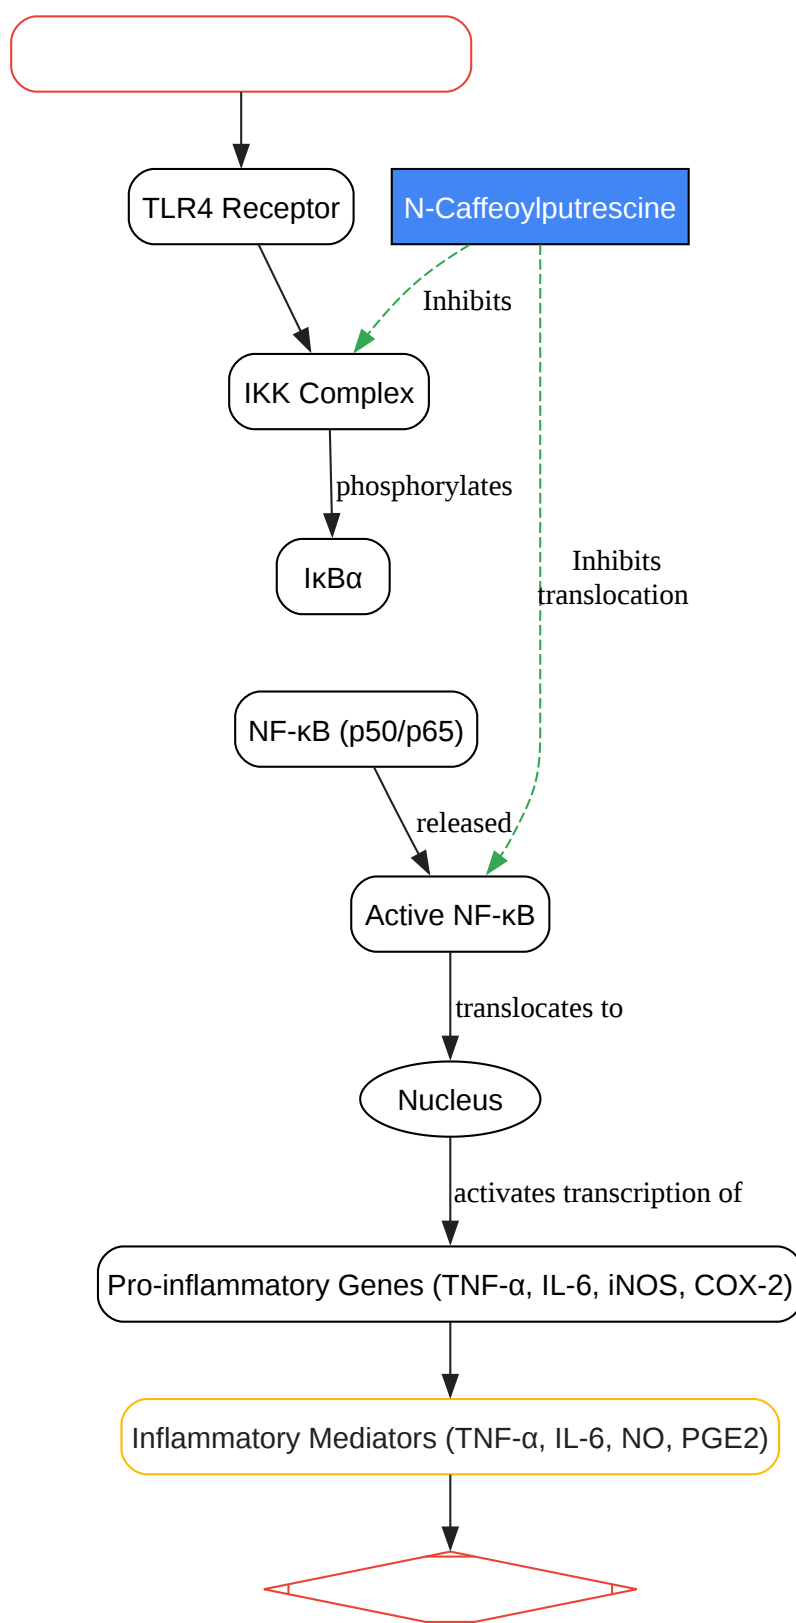 TLR4 Receptor
N-Caffeoylputrescine
Inhibits
IKK Complex
phosphorylates
IκBα
Inhibits
translocation
NF-κB (p50/p65)
released
Active NF-κB
translocates to
Nucleus
activates transcription of
Pro-inflammatory Genes (TNF-α, IL-6, iNOS, COX-2)
Inflammatory Mediators (TNF-α, IL-6, NO, PGE2)